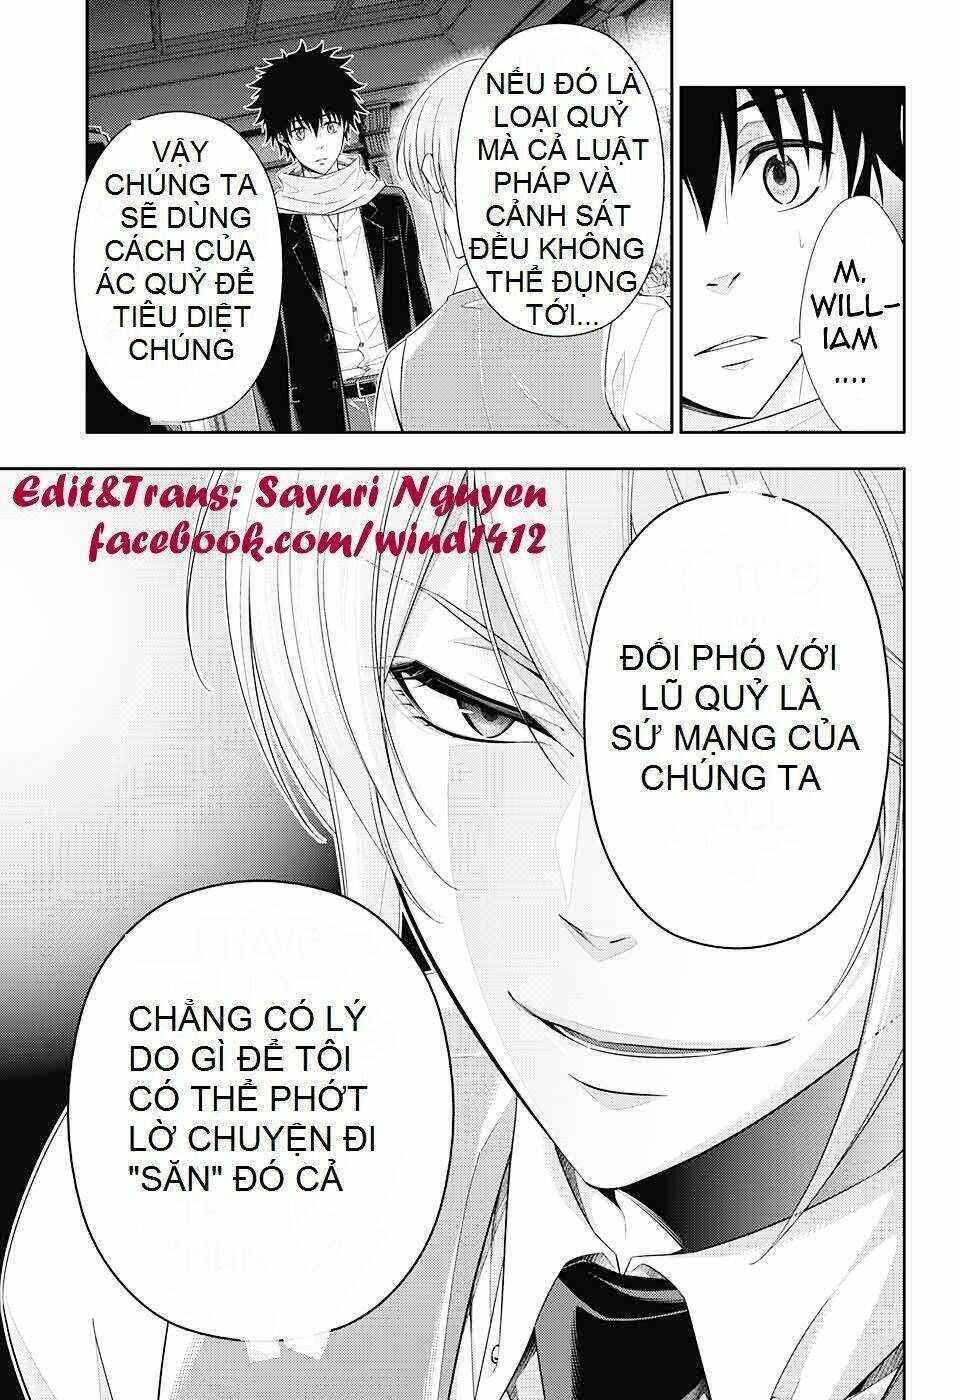 M.
WILL-
IAM
....
NẾU ĐÓ LÀ
LOẠI QUỶ
MÀ CẢ LUẬT
PHÁP VÀ
CẢNH SÁT
ĐỀU KHÔNG
THỂ ĐỤNG
TỚI...
VẬY
CHÚNG TA
SẼ DÙNG
CÁCH CỦA
ÁC QUỶ ĐỂ
TIÊU DIỆT
CHÚNG
Edit&Trans: Sayuri Nguyen
facebook.com/wind1412
ĐỐI PHÓ VỚI
LŨ QUỶ LÀ
SỨ MẠNG CỦA
CHÚNG TA
CHẲNG CÓ LÝ
DO GÌ ĐỂ TÔI
CÓ THỂ PHỚT
LỜ CHUYỆN ĐI
"SĂN" ĐÓ CẢ